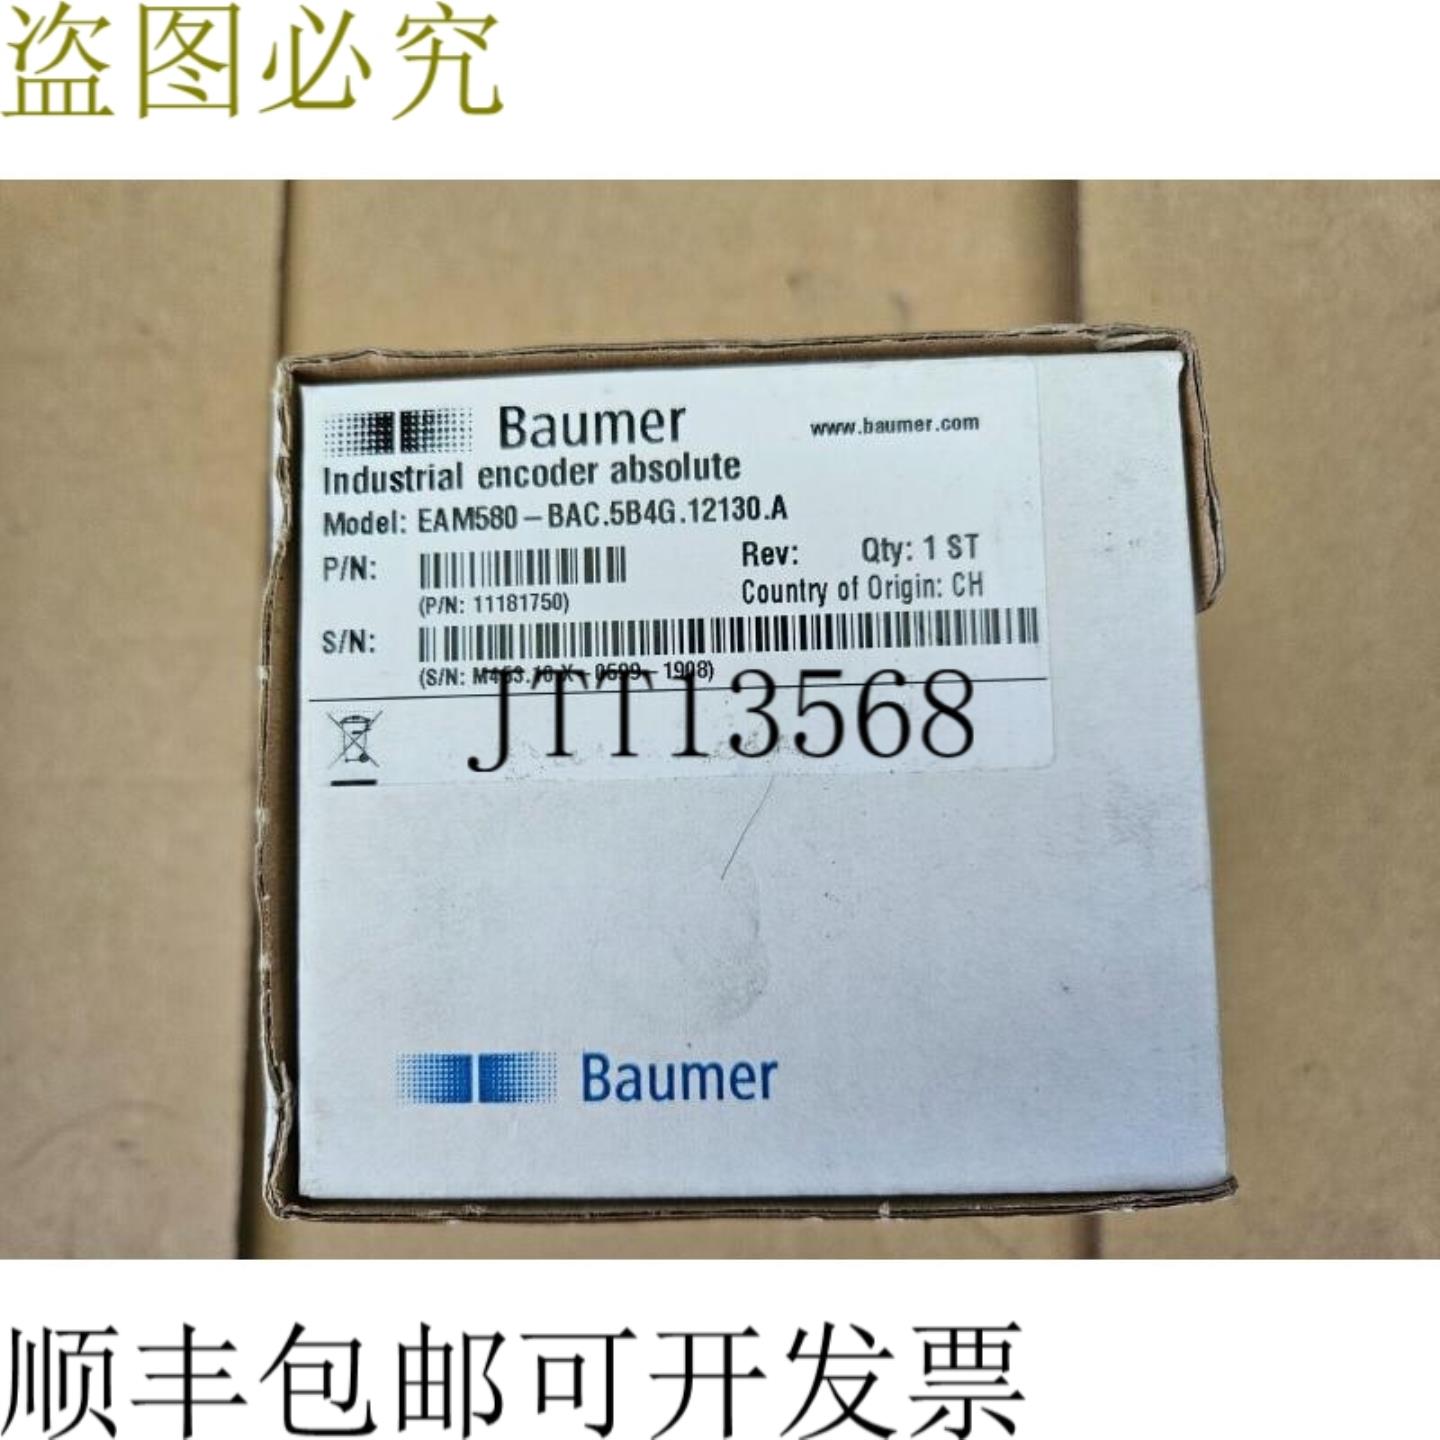 盗图必究
Baumer
www.baumer.com
Industrial encoder absolute
Model: EAM580-BAC.5B4G.12130.A
P/N:
Rev:
Qty: 1 ST
(P/N: 11181750)
Country of Origin: CH
S/N:
(S/N: 1908)
JTT13568
Baumer
顺丰包邮可开发票